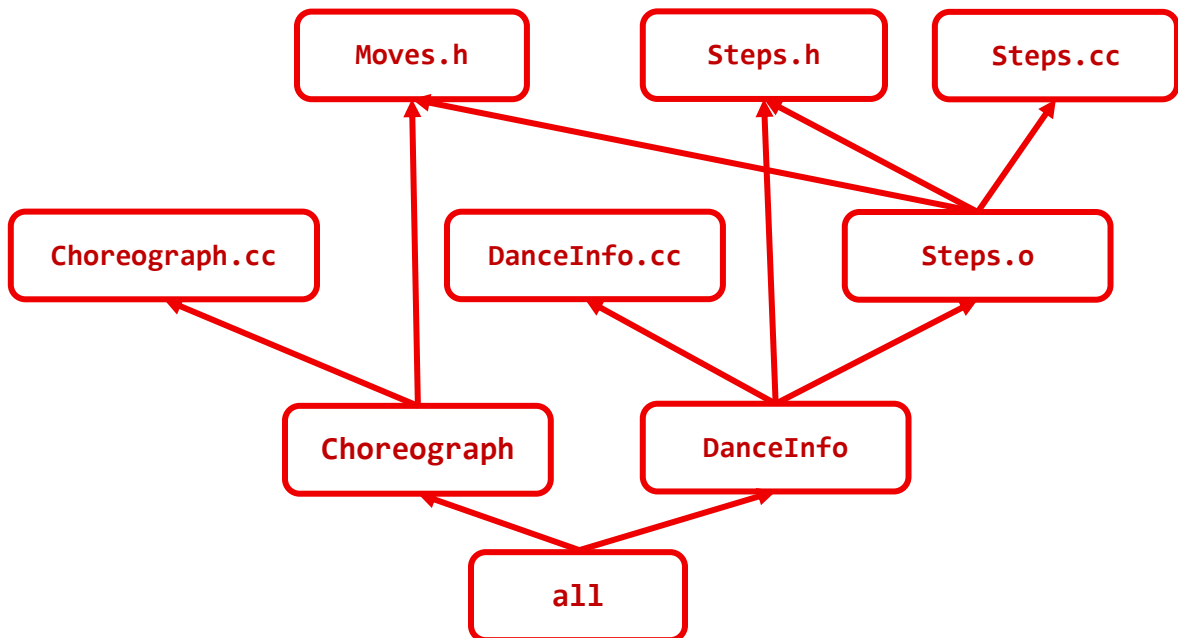 Moves.h
Steps.h
Steps.cc
Choreograph.cc
DanceInfo.cc
Steps.o
Choreograph
DanceInfo
all